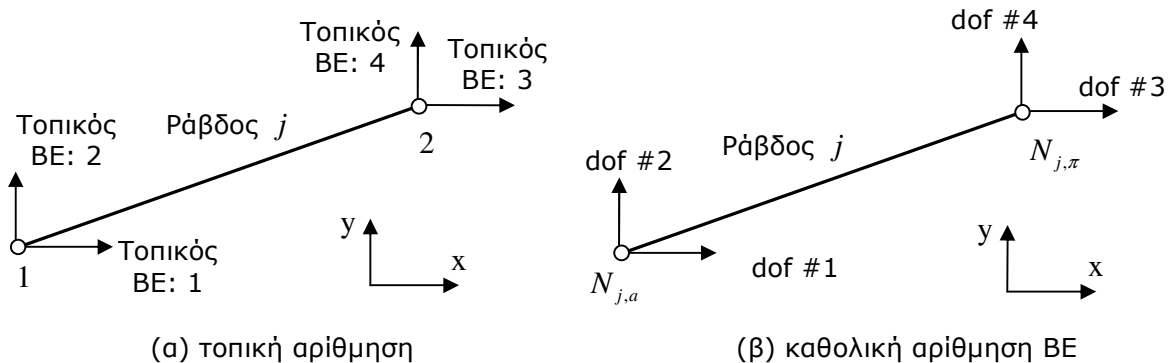 Τοπικός
ΒΕ: 4
Τοπικός
ΒΕ: 3
Τοπικός
ΒΕ: 2
Ράβδος j
2
1
Τοπικός
ΒΕ: 1
y
x
(α) τοπική αρίθμηση
dof #4
dof #3
Ράβδος j
N_{j,π}
dof #2
dof #1
N_{j,a}
y
x
(β) καθολική αρίθμηση ΒΕ